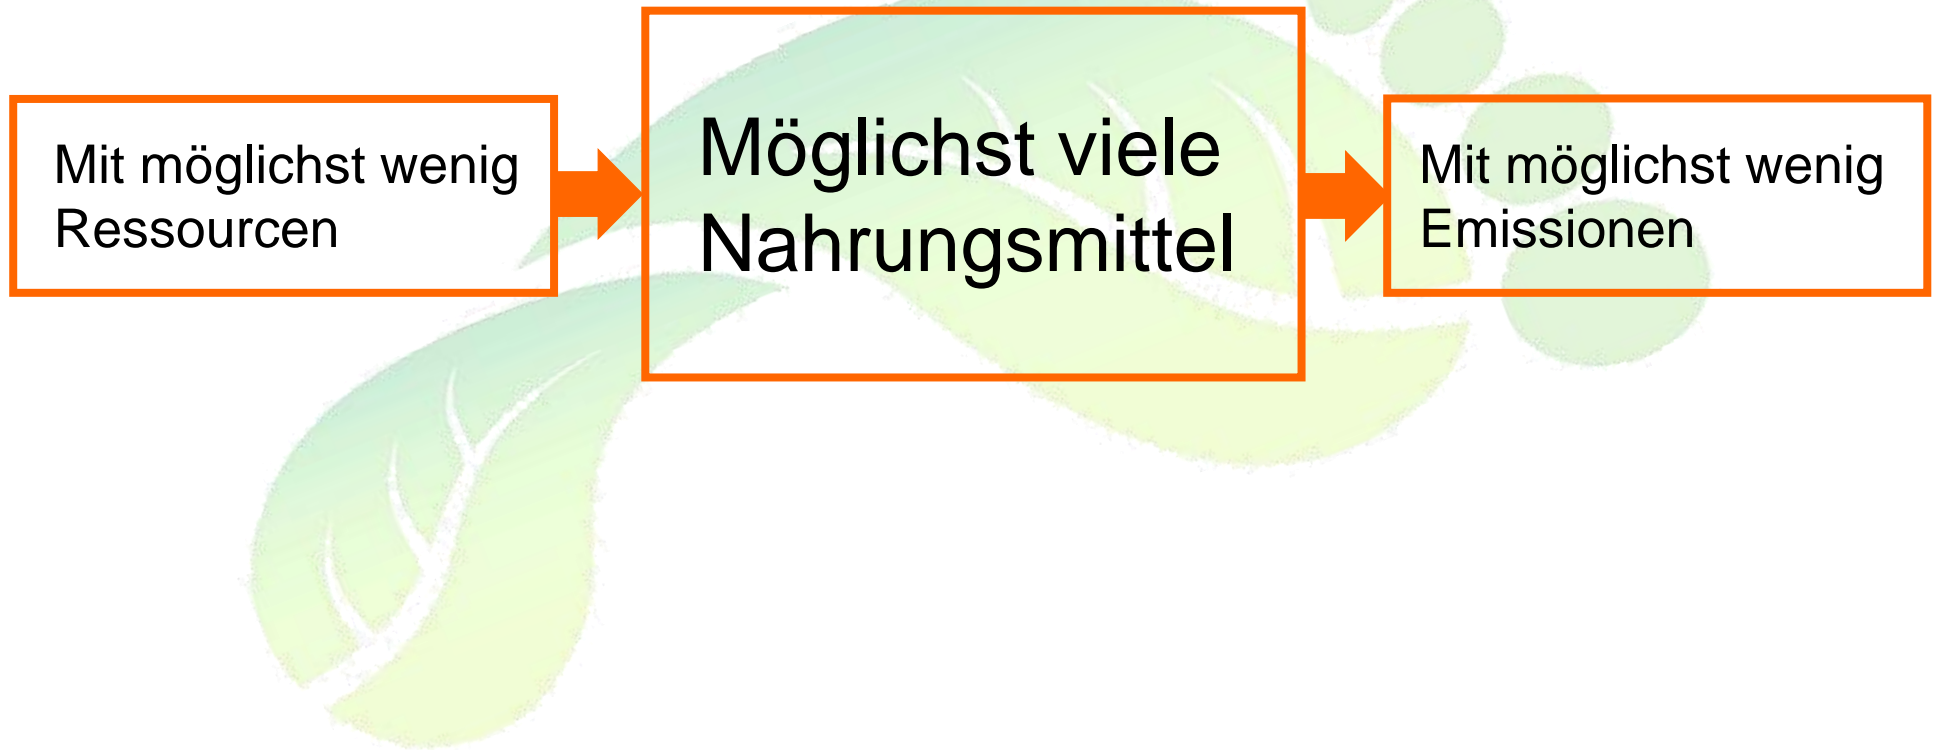 Mit möglichst wenig
Ressourcen
Möglichst viele
Nahrungsmittel
Mit möglichst wenig
Emissionen